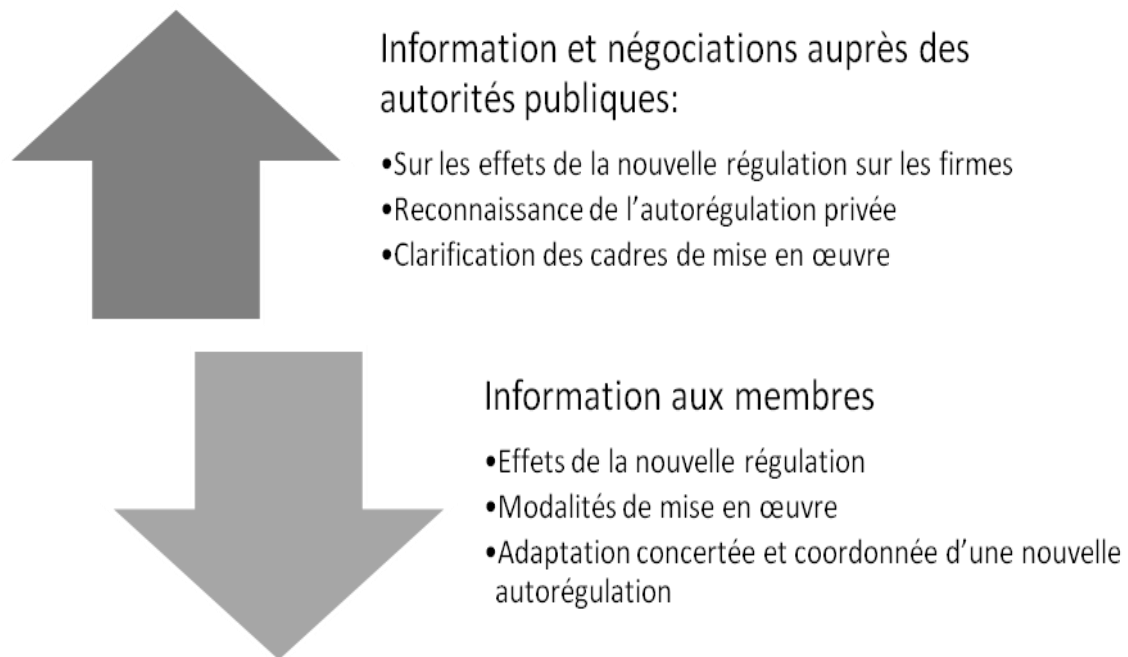 Information et négociations auprès des
autorités publiques:
•Sur les effets de la nouvelle régulation sur les firmes
•Reconnaissance de l’autorégulation privée
•Clarification des cadres de mise en œuvre
Information aux membres
•Effets de la nouvelle régulation
•Modalités de mise en œuvre
•Adaptation concertée et coordonnée d’une nouvelle
autorégulation